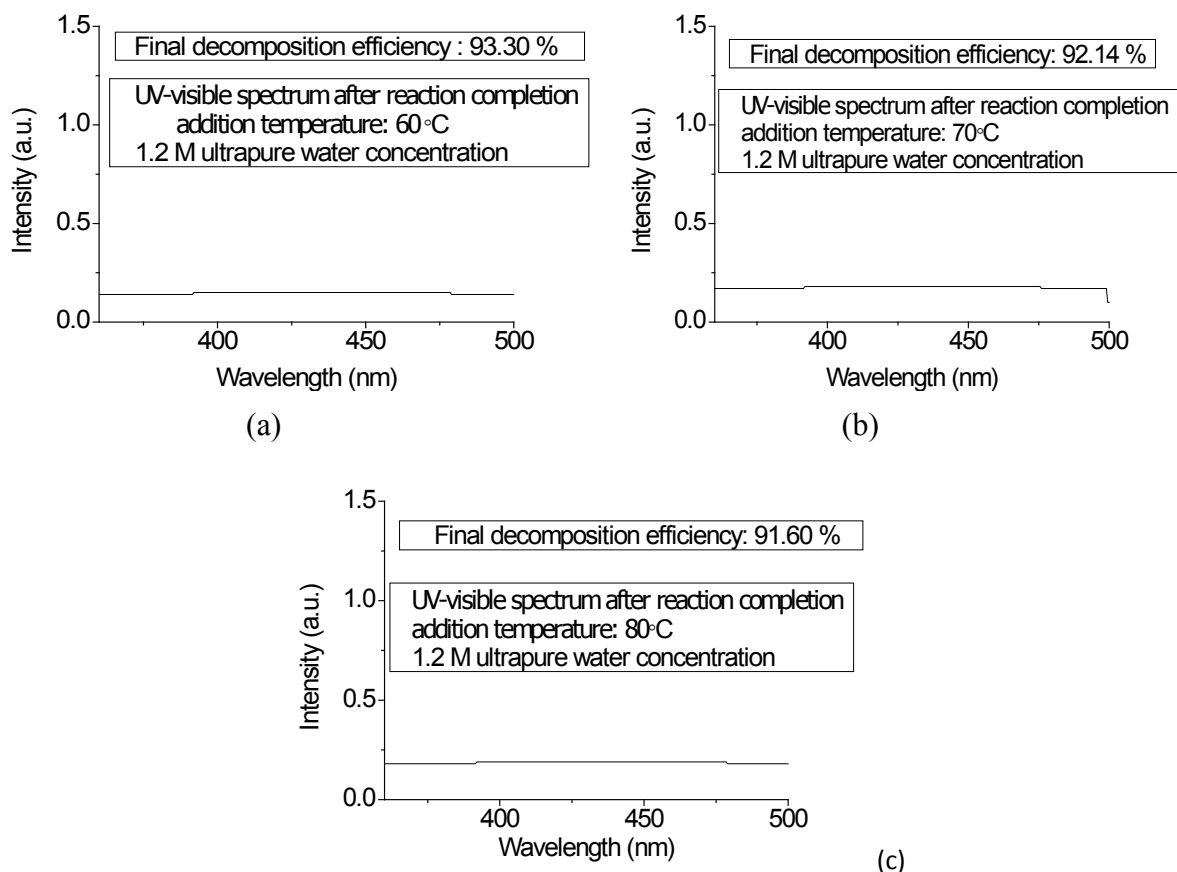 1.5
Final decomposition efficiency : 93.30 %
UV-visible spectrum after reaction completion
addition temperature: 60°C
1.2 M ultrapure water concentration
1.0
0.5
0.0
Intensity (a.u.)
400
450
500
Wavelength (nm)
(a)
1.5
Final decomposition efficiency: 92.14 %
UV-visible spectrum after reaction completion
addition temperature: 70°C
1.2 M ultrapure water concentration
1.0
0.5
0.0
Intensity (a.u.)
400
450
500
Wavelength (nm)
(b)
1.5
Final decomposition efficiency: 91.60 %
UV-visible spectrum after reaction completion
addition temperature: 80°C
1.2 M ultrapure water concentration
1.0
0.5
0.0
Intensity (a.u.)
400
450
500
Wavelength (nm)
(c)